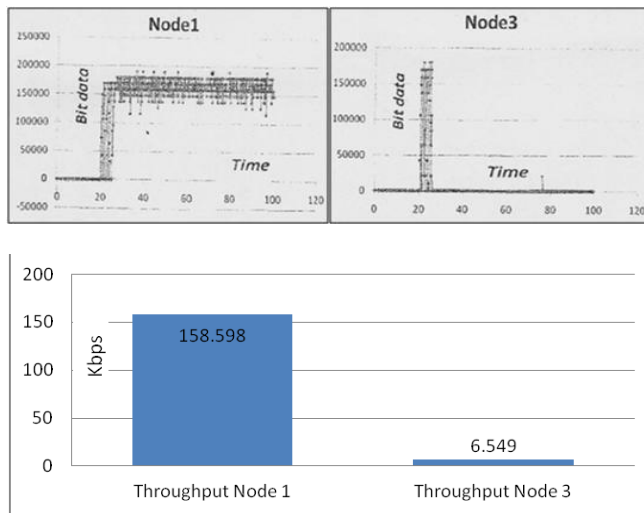 Node1
250000
200000
150000
100000
50000
0
-50000
Bit data
Time
0 20 40 60 80 100 120
Node3
200000
150000
100000
50000
0
Bit data
Time
0 20 40 60 80 100 120
200
150
100
50
0
Kbps
158.598
6.549
Throughput Node 1
Throughput Node 3